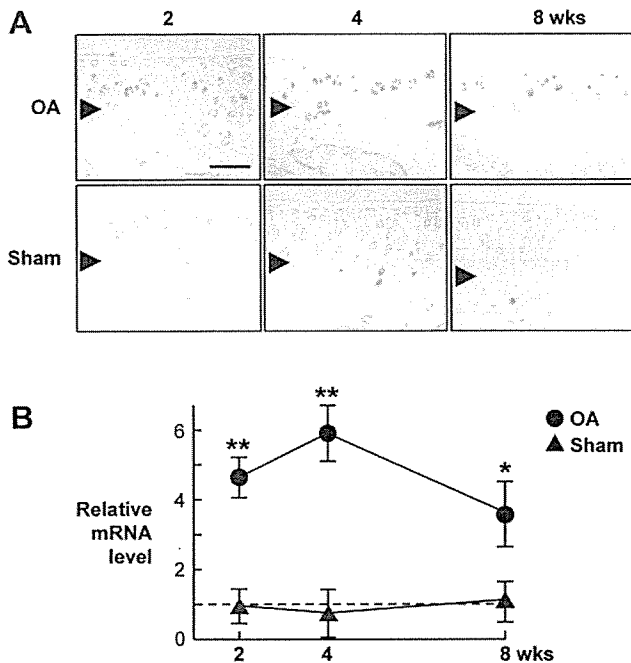 A
2 4 8 wks
OA
Sham
B
** ** *
OA
Sham
6
4
2
0
Relative
mRNA
level
2 4 8 wks